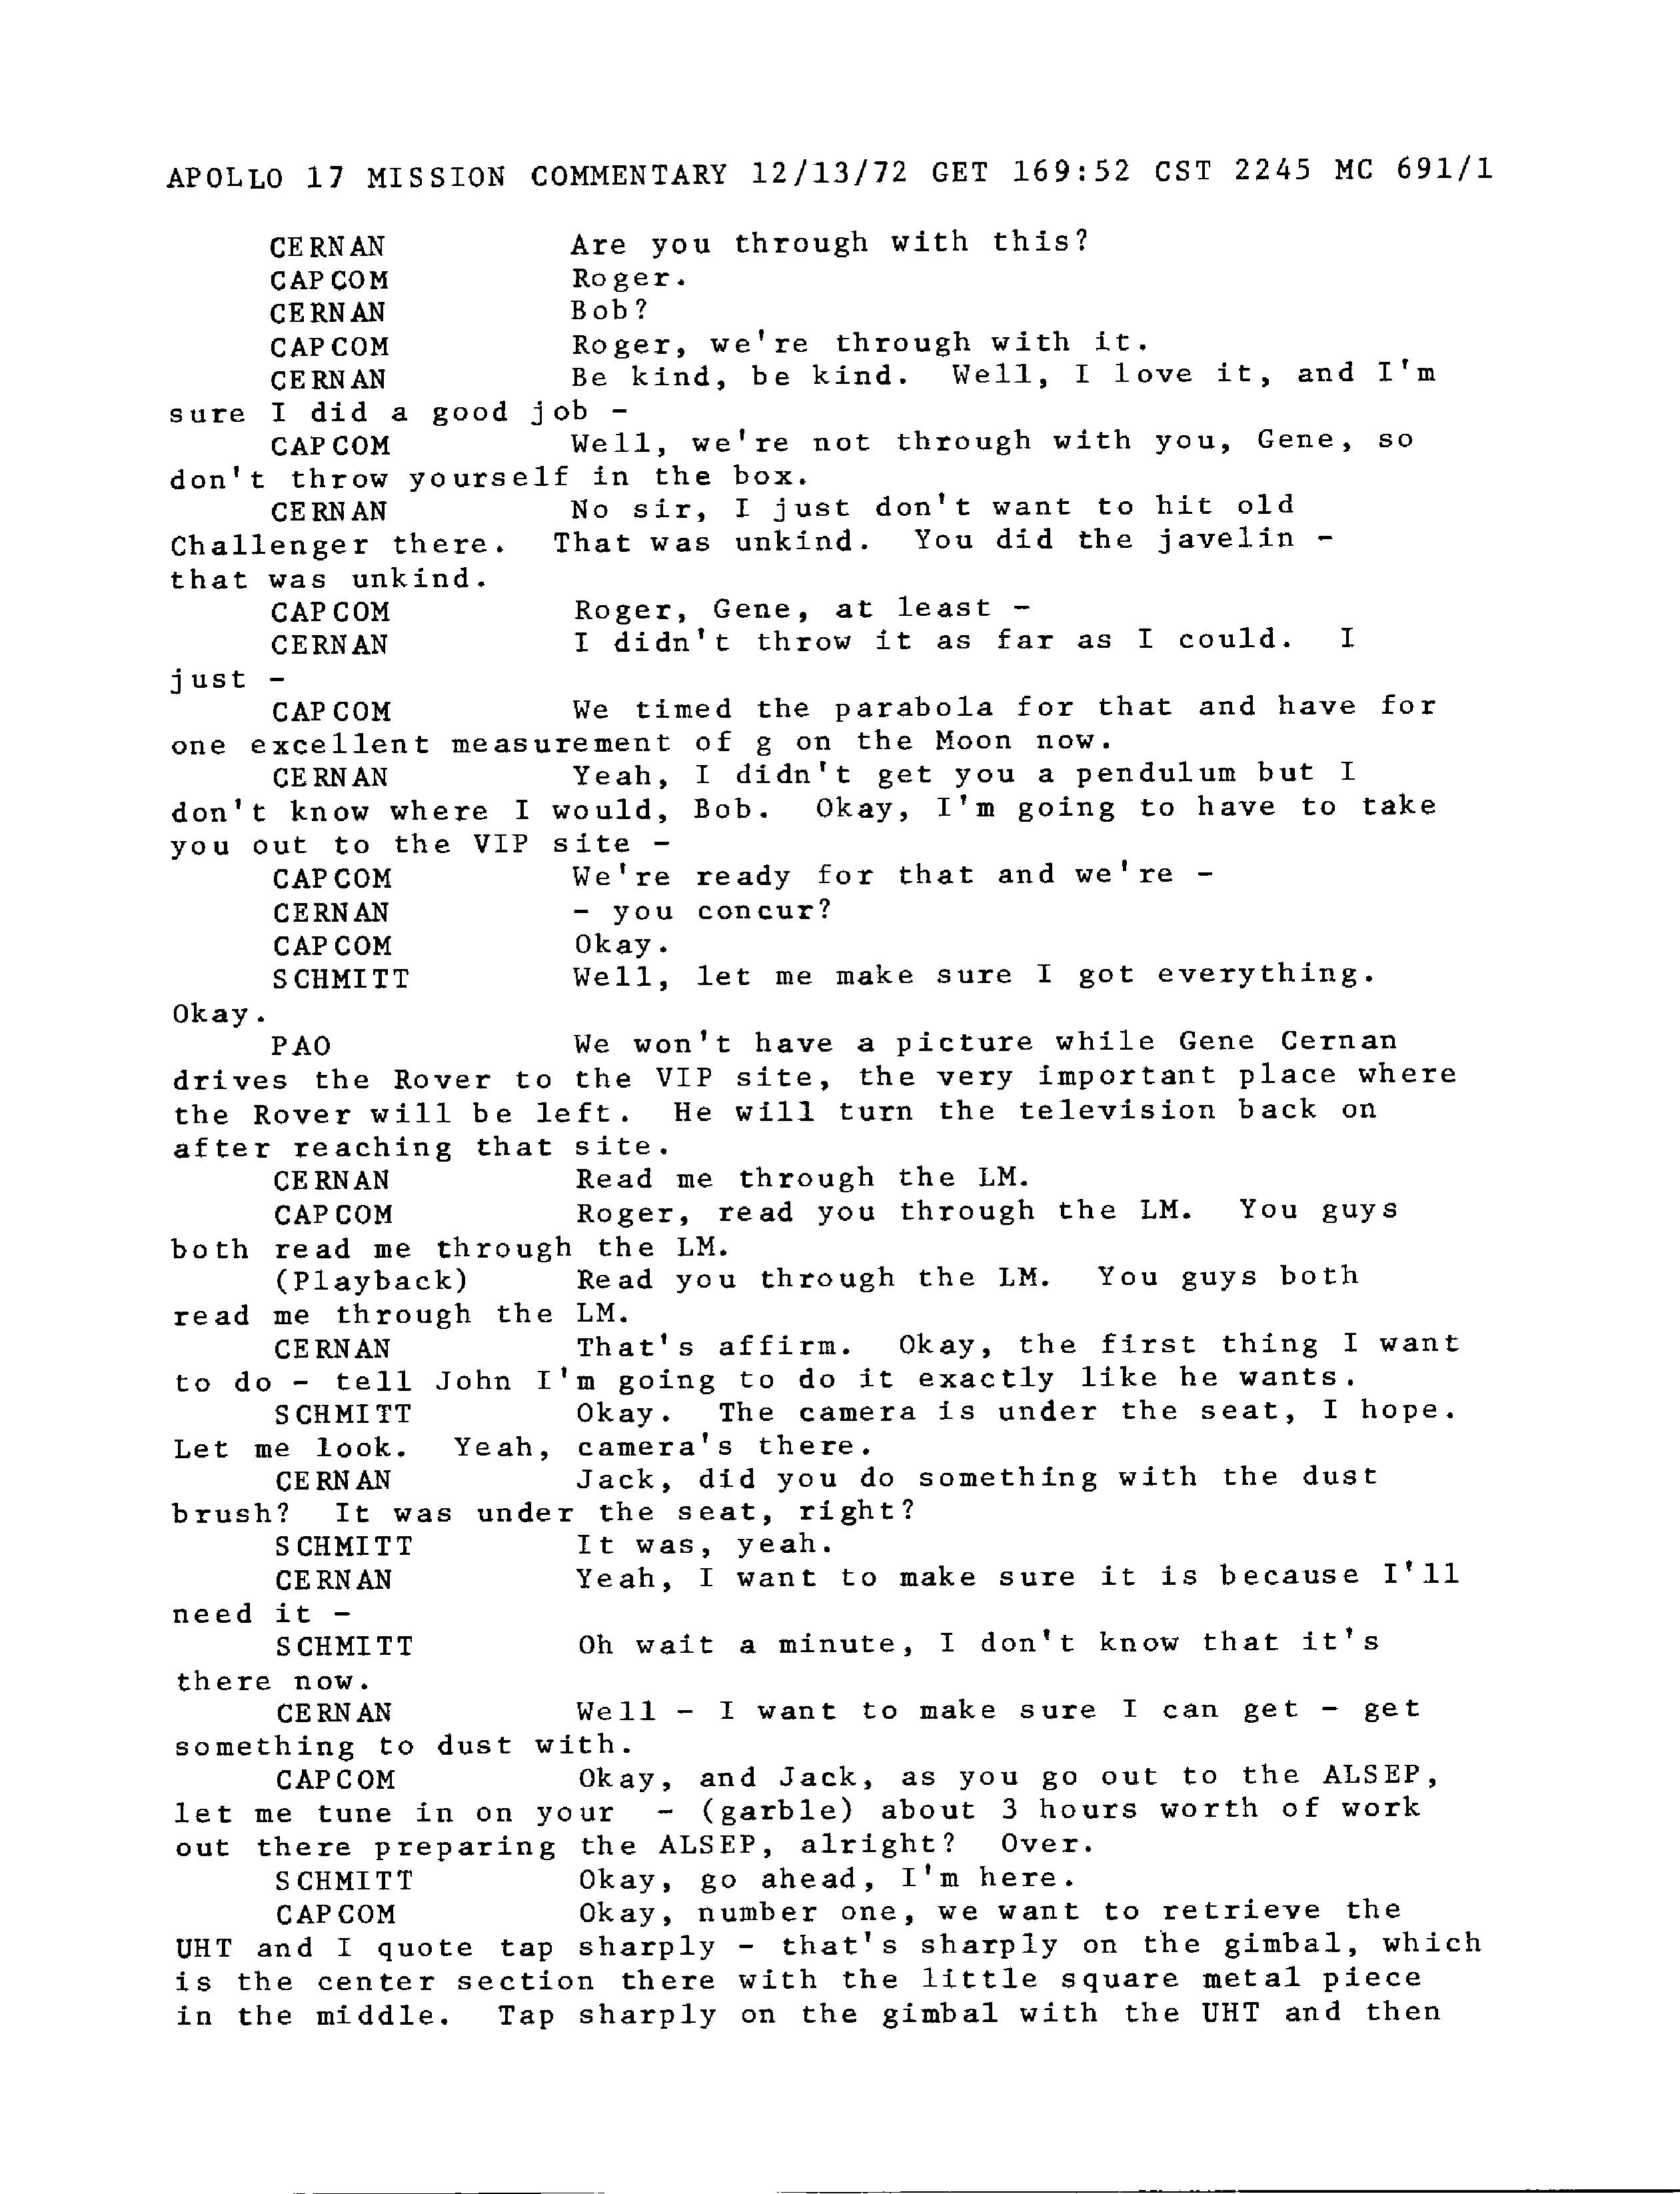 APOLLO 17 MISSION COMMENTARY 12/13/72 GET 169:52 CST 2245 MC 691/1
CERNAN Are you through with this?
CAPCOM Roger.
CERNAN Bob?
CAPCOM Roger, we're through with it.
CERNAN Be kind, be kind. Well, I love it, and I'm
sure I did a good job -
CAPCOM Well, we're not through with you, Gene, so
don't throw yourself in the box.
CERNAN No sir, I just don't want to hit old
Challenger there. That was unkind. You did the javelin -
that was unkind.
CAPCOM Roger, Gene, at least -
CERNAN I didn't throw it as far as I could. I
just -
CAPCOM We timed the parabola for that and have for
one excellent measurement of g on the Moon now.
CERNAN Yeah, I didn't get you a pendulum but I
don't know where I would, Bob. Okay, I'm going to have to take
you out to the VIP site -
CAPCOM We're ready for that and we're -
CERNAN - you concur?
CAPCOM Okay.
SCHMITT Well, let me make sure I got everything.
Okay.
PAO We won't have a picture while Gene Cernan
drives the Rover to the VIP site, the very important place where
the Rover will be left. He will turn the television back on
after reaching that site.
CERNAN Read me through the LM.
CAPCOM Roger, read you through the LM. You guys
both read me through the LM.
(Playback) Read you through the LM. You guys both
read me through the LM.
CERNAN That's affirm. Okay, the first thing I want
to do - tell John I'm going to do it exactly like he wants.
SCHMITT Okay. The camera is under the seat, I hope.
Let me look. Yeah, camera's there.
CERNAN Jack, did you do something with the dust
brush? It was under the seat, right?
SCHMITT It was, yeah.
CERNAN Yeah, I want to make sure it is because I'll
need it -
SCHMITT Oh wait a minute, I don't know that it's
there now.
CERNAN Well - I want to make sure I can get - get
something to dust with.
CAPCOM Okay, and Jack, as you go out to the ALSEP,
let me tune in on your - (garble) about 3 hours worth of work
out there preparing the ALSEP, alright? Over.
SCHMITT Okay, go ahead, I'm here.
CAPCOM Okay, number one, we want to retrieve the
UHT and I quote tap sharply - that's sharply on the gimbal, which
is the center section there with the little square metal piece
in the middle. Tap sharply on the gimbal with the UHT and then